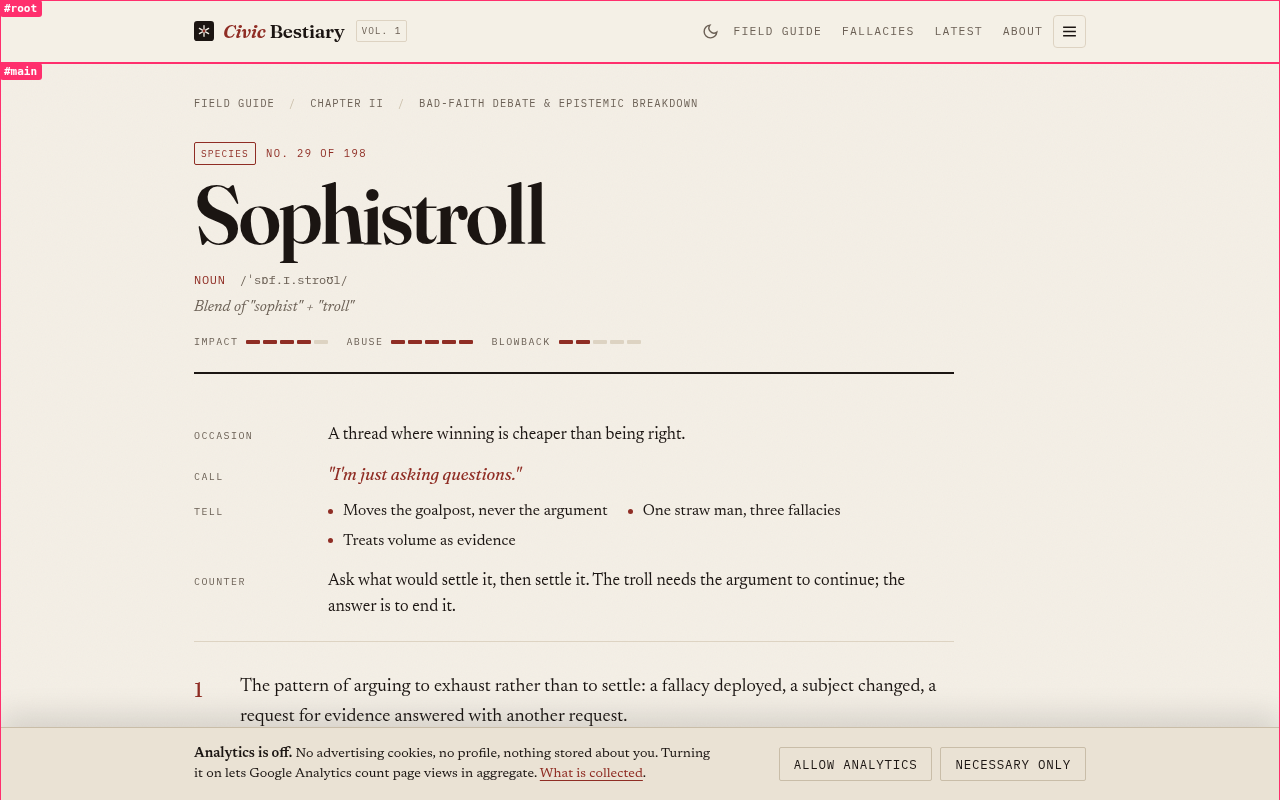 #root
Civic Bestiary VOL. 1
FIELD GUIDE FALLACIES LATEST ABOUT
#main
FIELD GUIDE / CHAPTER II / BAD-FAITH DEBATE & EPISTEMIC BREAKDOWN
SPECIES NO. 29 OF 198
Sophistroll
NOUN /ˈsɒf.ɪ.stroʊl/
Blend of "sophist" + "troll"
IMPACT ABUSE BLOWBACK
OCCASION A thread where winning is cheaper than being right.
CALL "I'm just asking questions."
TELL • Moves the goalpost, never the argument • One straw man, three fallacies
• Treats volume as evidence
COUNTER Ask what would settle it, then settle it. The troll needs the argument to continue; the
answer is to end it.
1 The pattern of arguing to exhaust rather than to settle: a fallacy deployed, a subject changed, a
request for evidence answered with another request.
Analytics is off. No advertising cookies, no profile, nothing stored about you. Turning
it on lets Google Analytics count page views in aggregate. What is collected.
ALLOW ANALYTICS NECESSARY ONLY